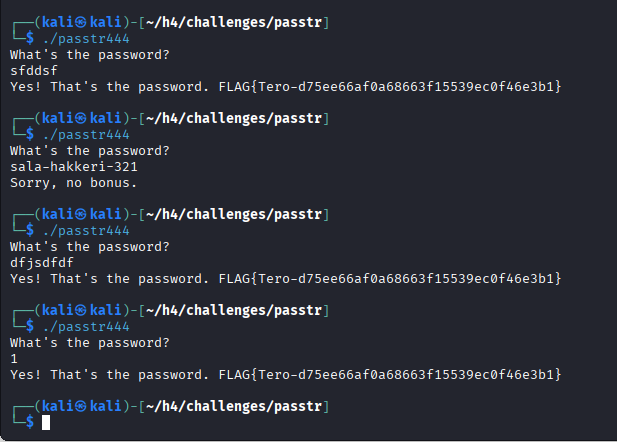 ┌──(kali㉿kali)-[~/h4/challenges/passtr]
└─$ ./passtr444
What's the password?
sfddsf
Yes! That's the password. FLAG{Tero-d75ee66af0a68663f15539ec0f46e3b1}
┌──(kali㉿kali)-[~/h4/challenges/passtr]
└─$ ./passtr444
What's the password?
sala-hakkeri-321
Sorry, no bonus.
┌──(kali㉿kali)-[~/h4/challenges/passtr]
└─$ ./passtr444
What's the password?
dfjsdfdf
Yes! That's the password. FLAG{Tero-d75ee66af0a68663f15539ec0f46e3b1}
┌──(kali㉿kali)-[~/h4/challenges/passtr]
└─$ ./passtr444
What's the password?
1
Yes! That's the password. FLAG{Tero-d75ee66af0a68663f15539ec0f46e3b1}
┌──(kali㉿kali)-[~/h4/challenges/passtr]
└─$